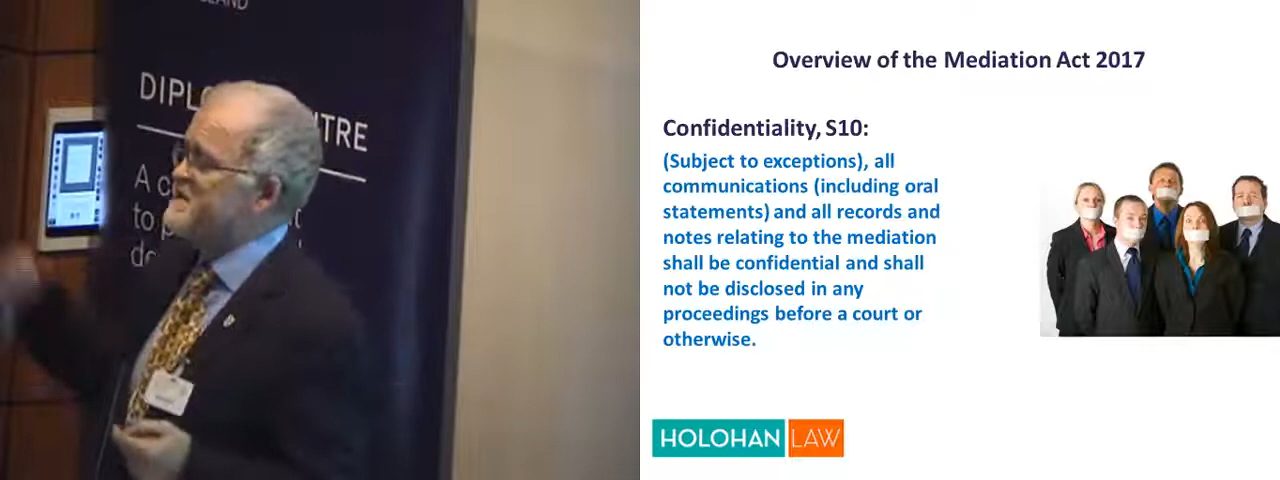 DIPL
TRE
A c
to p
Overview of the Mediation Act 2017
Confidentiality, S10:
(Subject to exceptions), all
communications (including oral
statements) and all records and
notes relating to the mediation
shall be confidential and shall
not be disclosed in any
proceedings before a court or
otherwise.
HOLOHAN LAW